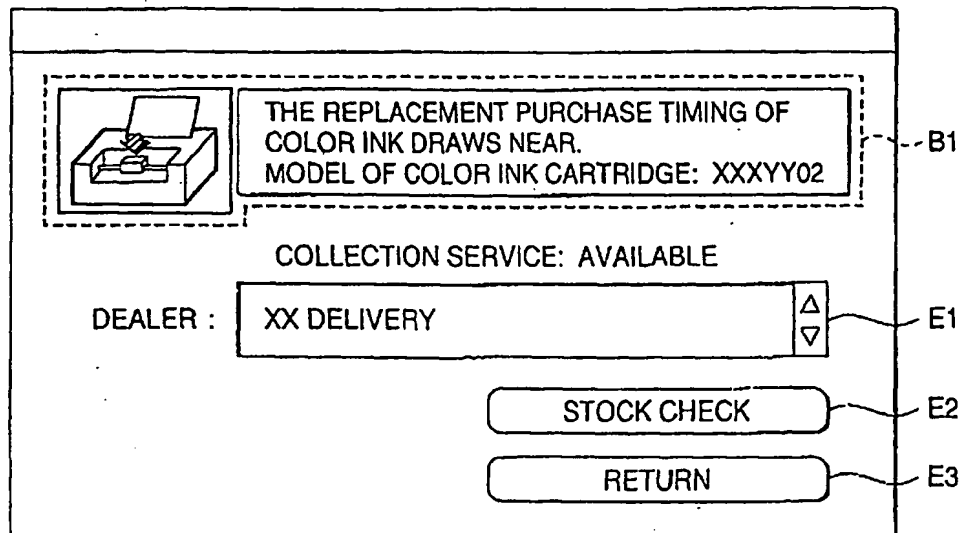 THE REPLACEMENT PURCHASE TIMING OF
COLOR INK DRAWS NEAR.
MODEL OF COLOR INK CARTRIDGE: XXXYY02
B1
COLLECTION SERVICE: AVAILABLE
DEALER : XX DELIVERY
E1
STOCK CHECK
E2
RETURN
E3